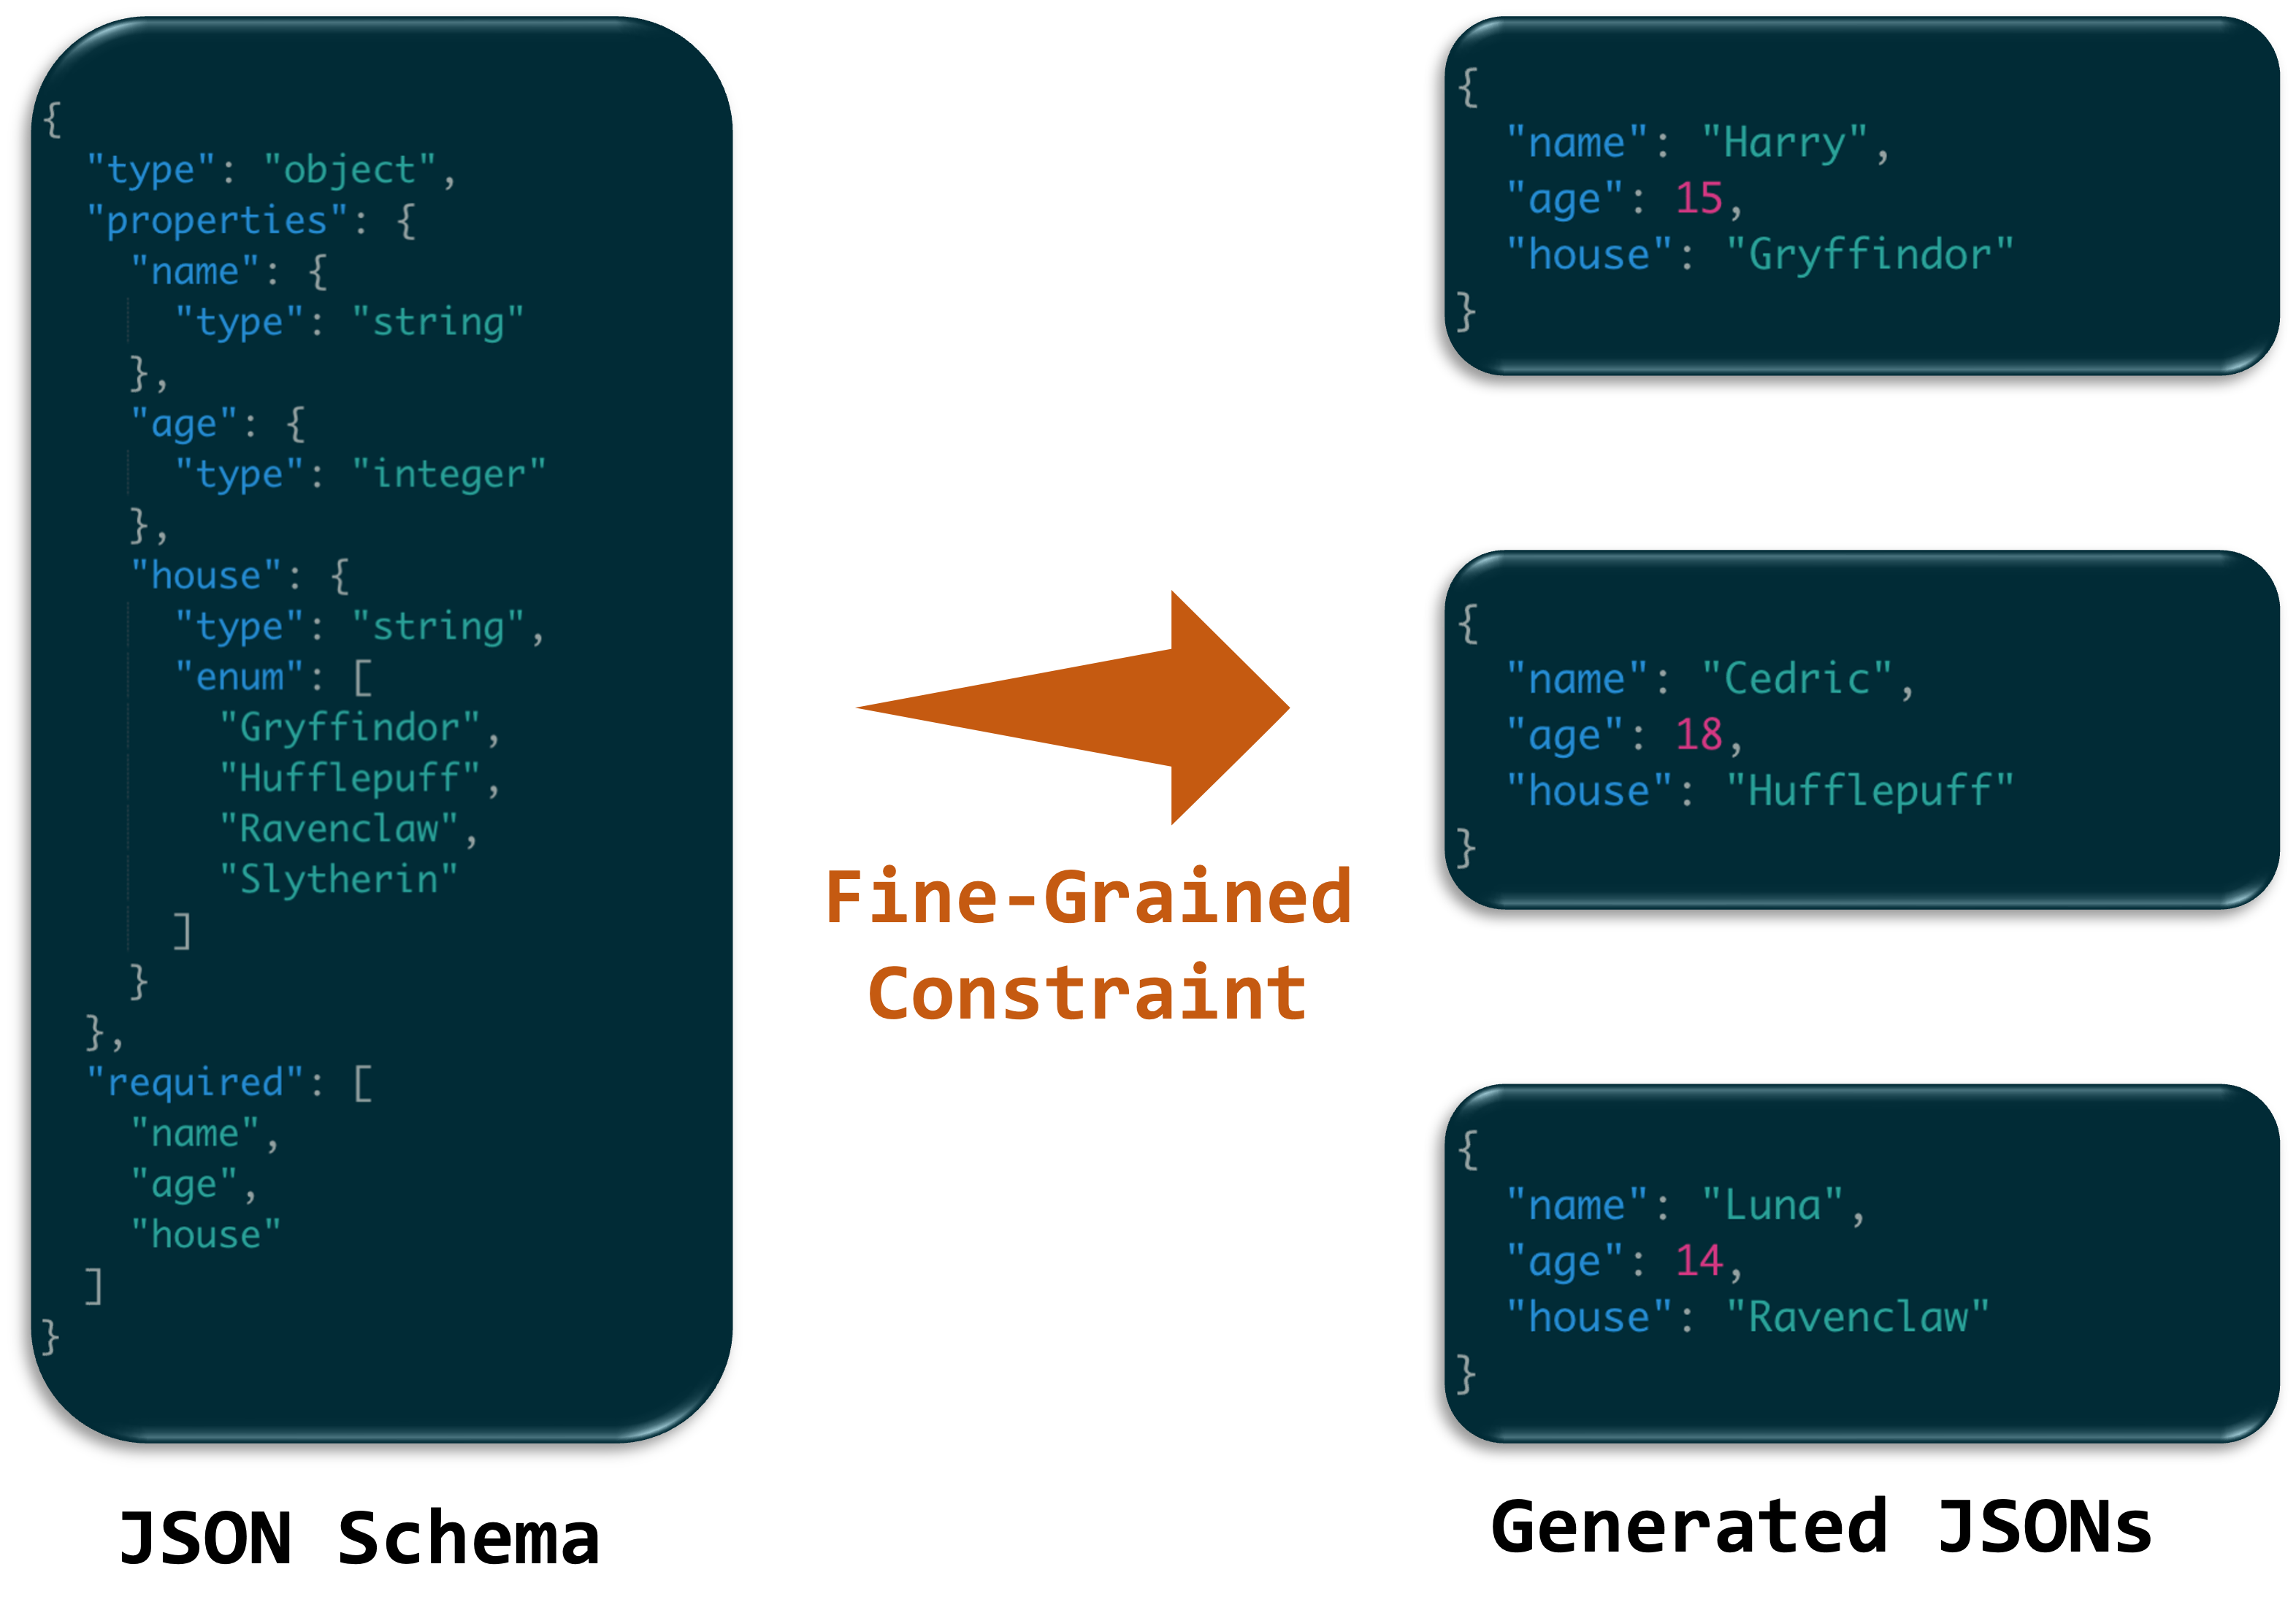 {
  "type": "object",
  "properties": {
    "name": {
      "type": "string"
    },
    "age": {
      "type": "integer"
    },
    "house": {
      "type": "string",
      "enum": [
        "Gryffindor",
        "Hufflepuff",
        "Ravenclaw",
        "Slytherin"
      ]
    }
  },
  "required": [
    "name",
    "age",
    "house"
  ]
}
JSON Schema
Fine-Grained
Constraint
{
  "name": "Harry",
  "age": 15,
  "house": "Gryffindor"
}
{
  "name": "Cedric",
  "age": 18,
  "house": "Hufflepuff"
}
{
  "name": "Luna",
  "age": 14,
  "house": "Ravenclaw"
}
Generated JSONs